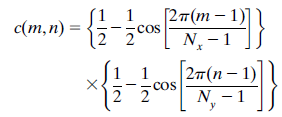 c(m,n) = {1/2 − 1/2 cos[2π(m − 1)/(N_x − 1)]}
× {1/2 − 1/2 cos[2π(n − 1)/(N_y − 1)]}